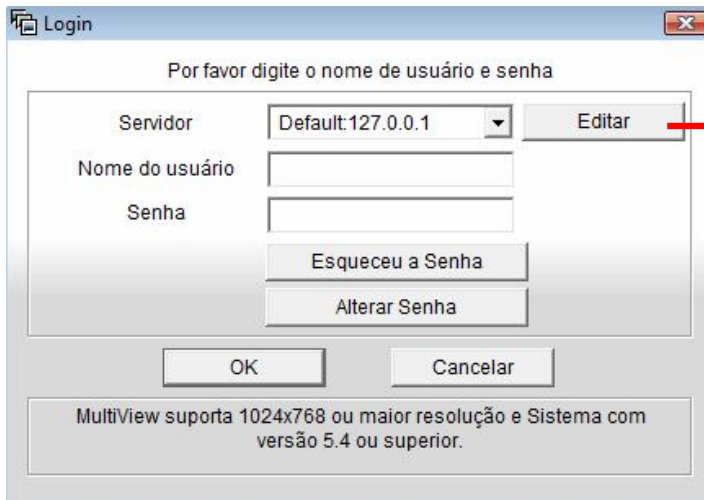 Login
Por favor digite o nome de usuário e senha
Servidor
Default:127.0.0.1
Editar
Nome do usuário
Senha
Esqueceu a Senha
Alterar Senha
OK
Cancelar
MultiView suporta 1024x768 ou maior resolução e Sistema com
versão 5.4 ou superior.